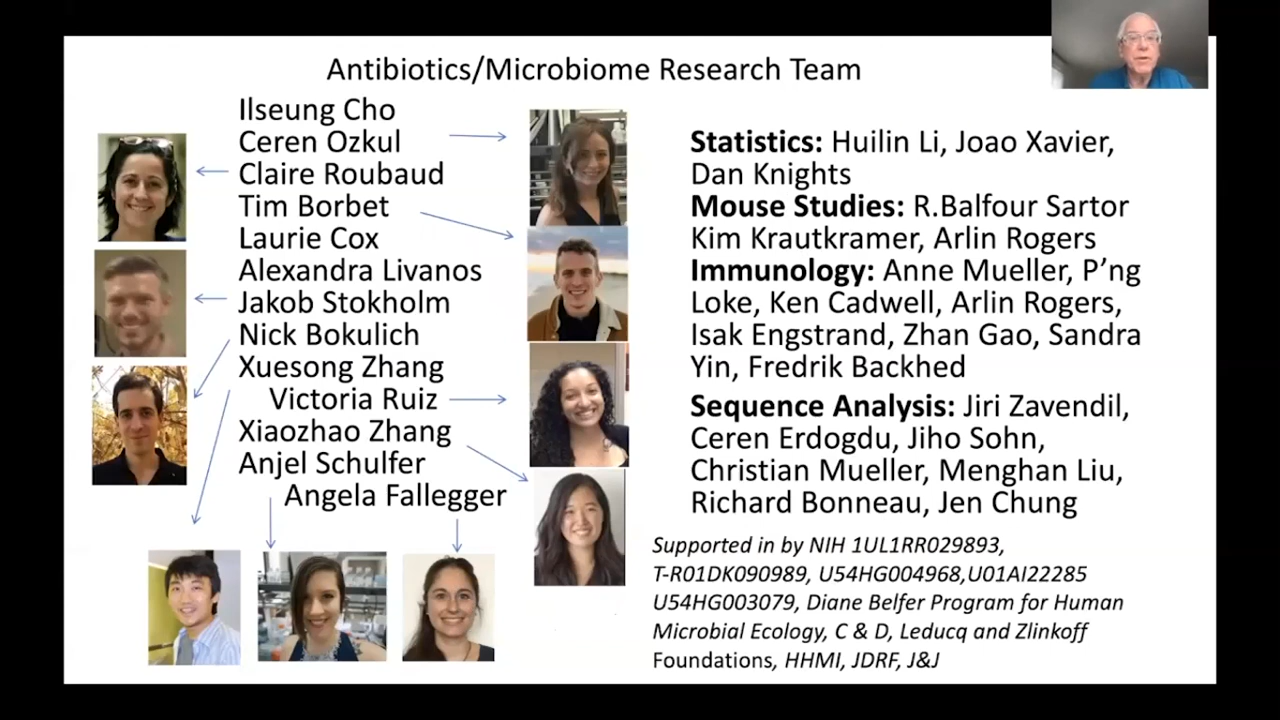 Antibiotics/Microbiome Research Team
Ilseung Cho
Ceren Ozkul
Claire Roubaud
Tim Borbet
Laurie Cox
Alexandra Livanos
Jakob Stokholm
Nick Bokulich
Xuesong Zhang
Victoria Ruiz
Xiaozhao Zhang
Anjel Schulfer
Angela Fallegger
Statistics: Huilin Li, Joao Xavier,
Dan Knights
Mouse Studies: R.Balfour Sartor
Kim Krautkramer, Arlin Rogers
Immunology: Anne Mueller, P’ng
Loke, Ken Cadwell, Arlin Rogers,
Isak Engstrand, Zhan Gao, Sandra
Yin, Fredrik Backhed
Sequence Analysis: Jiri Zavendil,
Ceren Erdogdu, Jiho Sohn,
Christian Mueller, Menghan Liu,
Richard Bonneau, Jen Chung
Supported in by NIH 1UL1RR029893,
T-R01DK090989, U54HG004968,U01AI22285
U54HG003079, Diane Belfer Program for Human
Microbial Ecology, C & D, Leducq and Zlinkoff
Foundations, HHMI, JDRF, J&J